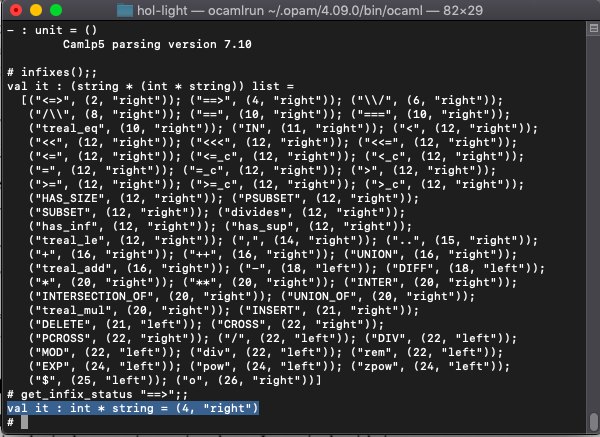 hol-light — ocamlrun ~/.opam/4.09.0/bin/ocaml — 82×29
- : unit = ()
        Camlp5 parsing version 7.10

# infixes();;
val it : (string * (int * string)) list =
  [("<=>", (2, "right")); ("==>", (4, "right")); ("\\/", (6, "right"));
   ("/\\", (8, "right")); ("==", (10, "right")); ("===", (10, "right"));
   ("treal_eq", (10, "right")); ("IN", (11, "right")); ("<", (12, "right"));
   ("<<", (12, "right")); ("<<<", (12, "right")); ("<<=", (12, "right"));
   ("<=", (12, "right")); ("<=_c", (12, "right")); ("<_c", (12, "right"));
   ("=", (12, "right")); ("=_c", (12, "right")); (">", (12, "right"));
   (">=", (12, "right")); (">=_c", (12, "right")); (">_c", (12, "right"));
   ("HAS_SIZE", (12, "right")); ("PSUBSET", (12, "right"));
   ("SUBSET", (12, "right")); ("divides", (12, "right"));
   ("has_inf", (12, "right")); ("has_sup", (12, "right"));
   ("treal_le", (12, "right")); (",", (14, "right")); ("..", (15, "right"));
   ("+", (16, "right")); ("++", (16, "right")); ("UNION", (16, "right"));
   ("treal_add", (16, "right")); ("-", (18, "left")); ("DIFF", (18, "left"));
   ("*", (20, "right")); ("**", (20, "right")); ("INTER", (20, "right"));
   ("INTERSECTION_OF", (20, "right")); ("UNION_OF", (20, "right"));
   ("treal_mul", (20, "right")); ("INSERT", (21, "right"));
   ("DELETE", (21, "left")); ("CROSS", (22, "right"));
   ("PCROSS", (22, "right")); ("/", (22, "left")); ("DIV", (22, "left"));
   ("MOD", (22, "left")); ("div", (22, "left")); ("rem", (22, "left"));
   ("EXP", (24, "left")); ("pow", (24, "left")); ("zpow", (24, "left"));
   ("$", (25, "left")); ("o", (26, "right"))]
# get_infix_status "==>";;
val it : int * string = (4, "right")
#